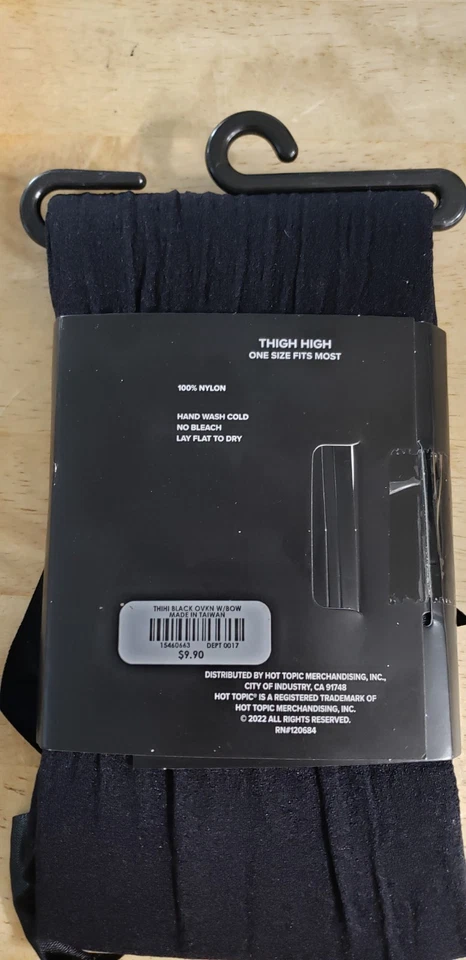 THIGH HIGH
ONE SIZE FITS MOST
100% NYLON
HAND WASH COLD
NO BLEACH
LAY FLAT TO DRY
THIHI BLACK OVKN W/BOW
MADE IN TAIWAN
15460663 DEPT 0017
$9.90
DISTRIBUTED BY HOT TOPIC MERCHANDISING, INC.,
CITY OF INDUSTRY, CA 91748
HOT TOPIC® IS A REGISTERED TRADEMARK OF
HOT TOPIC MERCHANDISING, INC.
© 2022 ALL RIGHTS RESERVED.
RN#120684